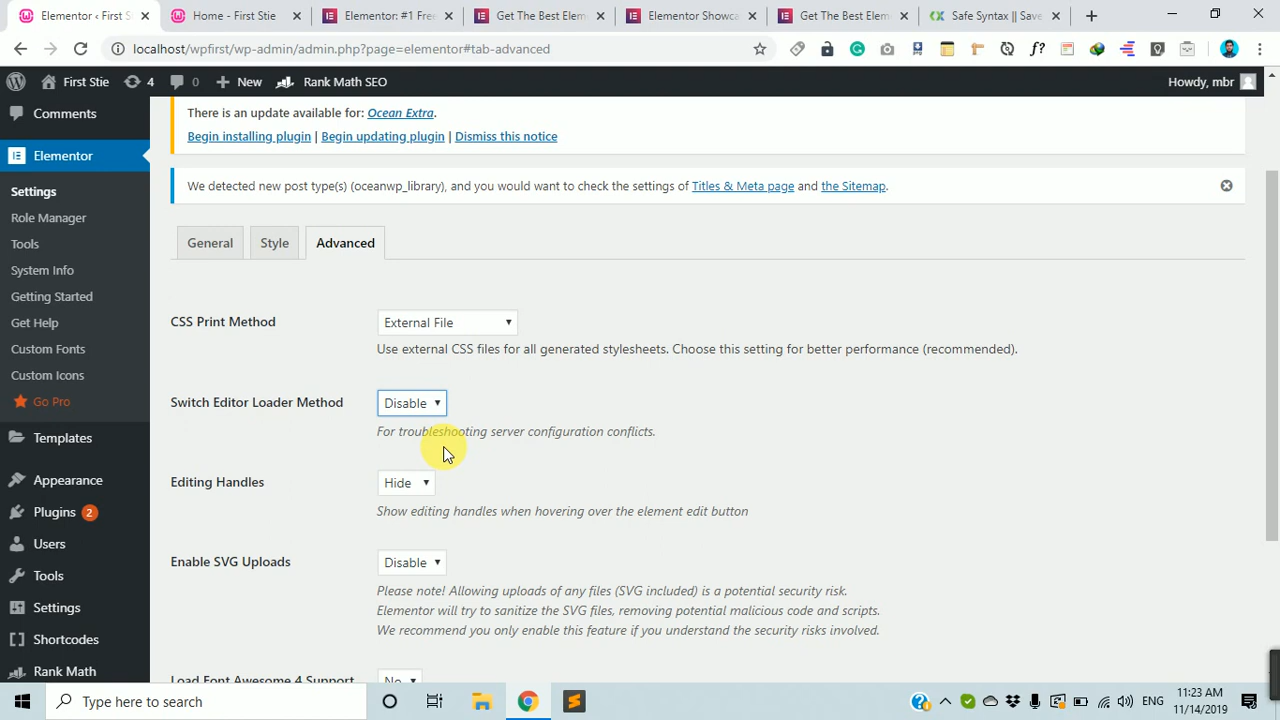 Elementor ‹ First S
Home - First Stie
Elementor: #1 Fre
Get The Best Elem
Elementor Showca
Get The Best Elem
Safe Syntax || Save
localhost/wpfirst/wp-admin/admin.php?page=elementor#tab-advanced
First Stie
4
0
New
Rank Math SEO
Howdy, mbr
Comments
Elementor
Settings
Role Manager
Tools
System Info
Getting Started
Get Help
Custom Fonts
Custom Icons
Go Pro
Templates
Appearance
Plugins 2
Users
Tools
Settings
Shortcodes
Rank Math
There is an update available for: Ocean Extra.
Begin installing plugin | Begin updating plugin | Dismiss this notice
We detected new post type(s) (oceanwp_library), and you would want to check the settings of Titles & Meta page and the Sitemap.
General
Style
Advanced
CSS Print Method
External File
Use external CSS files for all generated stylesheets. Choose this setting for better performance (recommended).
Switch Editor Loader Method
Disable
For troubleshooting server configuration conflicts.
Editing Handles
Hide
Show editing handles when hovering over the element edit button
Enable SVG Uploads
Disable
Please note! Allowing uploads of any files (SVG included) is a potential security risk.
Elementor will try to sanitize the SVG files, removing potential malicious code and scripts.
We recommend you only enable this feature if you understand the security risks involved.
Load Font Awesome 4 Support
No
Type here to search
ENG
11:23 AM
11/14/2019